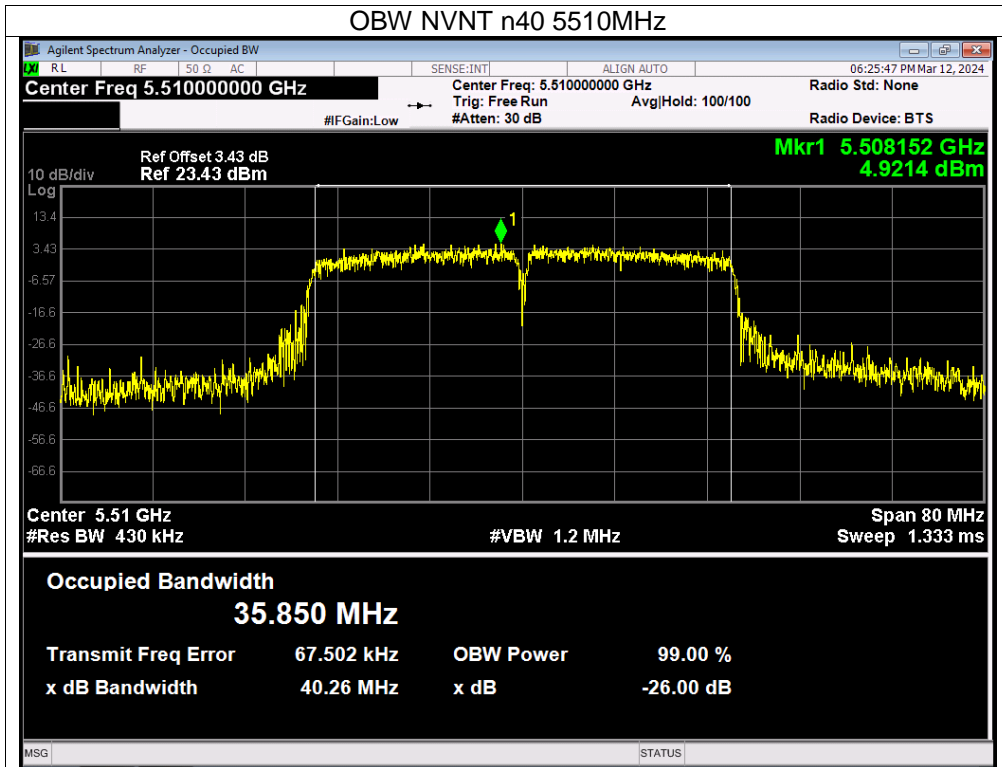 OBW NVNT n40 5510MHz
Agilent Spectrum Analyzer - Occupied BW
LXI RL RF 50 Ω AC SENSE:INT ALIGN AUTO 06:25:47 PM Mar 12, 2024
Center Freq 5.510000000 GHz Center Freq: 5.510000000 GHz Radio Std: None
Trig: Free Run Avg|Hold: 100/100
#IFGain:Low #Atten: 30 dB Radio Device: BTS
Mkr1 5.508152 GHz
4.9214 dBm
Ref Offset 3.43 dB
10 dB/div Ref 23.43 dBm
Log
13.4
1
3.43
-6.57
-16.6
-26.6
-36.6
-46.6
-56.6
-66.6
Center 5.51 GHz Span 80 MHz
#Res BW 430 kHz #VBW 1.2 MHz Sweep 1.333 ms
Occupied Bandwidth
35.850 MHz
Transmit Freq Error 67.502 kHz OBW Power 99.00 %
x dB Bandwidth 40.26 MHz x dB -26.00 dB
MSG STATUS